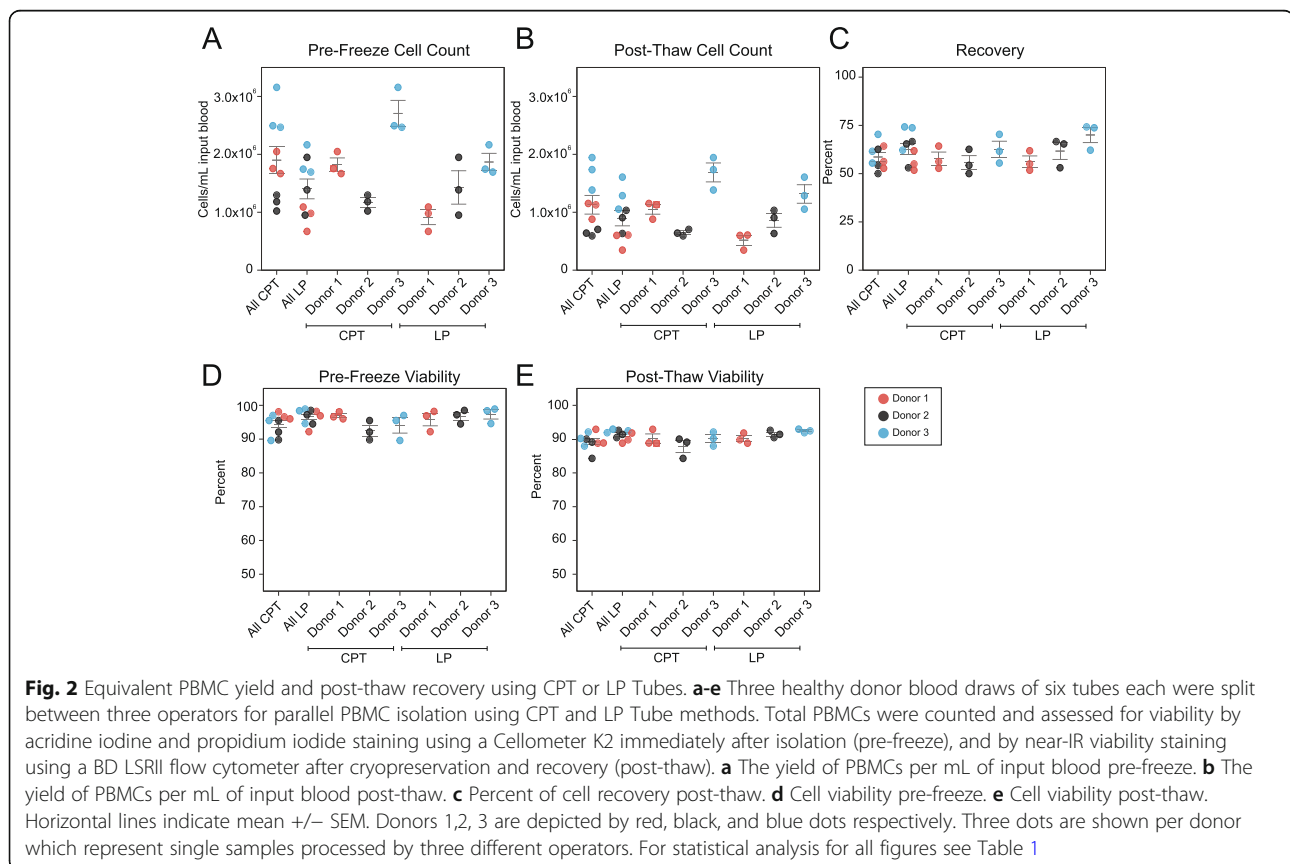 A
Pre-Freeze Cell Count
Cells/mL input blood
3.0x10⁶
2.0x10⁶
1.0x10⁶
0
All CPT
All LP
Donor 1
Donor 2
Donor 3
Donor 1
Donor 2
Donor 3
CPT
LP
B
Post-Thaw Cell Count
Cells/mL input blood
3.0x10⁶
2.0x10⁶
1.0x10⁶
0
All CPT
All LP
Donor 1
Donor 2
Donor 3
Donor 1
Donor 2
Donor 3
CPT
LP
C
Recovery
Percent
100
75
50
25
0
All CPT
All LP
Donor 1
Donor 2
Donor 3
Donor 1
Donor 2
Donor 3
CPT
LP
D
Pre-Freeze Viability
Percent
100
90
80
70
60
50
All CPT
All LP
Donor 1
Donor 2
Donor 3
Donor 1
Donor 2
Donor 3
CPT
LP
E
Post-Thaw Viability
Percent
100
90
80
70
60
50
All CPT
All LP
Donor 1
Donor 2
Donor 3
Donor 1
Donor 2
Donor 3
CPT
LP
Donor 1
Donor 2
Donor 3
Fig. 2 Equivalent PBMC yield and post-thaw recovery using CPT or LP Tubes. a-e Three healthy donor blood draws of six tubes each were split
between three operators for parallel PBMC isolation using CPT and LP Tube methods. Total PBMCs were counted and assessed for viability by
acridine iodine and propidium iodide staining using a Cellometer K2 immediately after isolation (pre-freeze), and by near-IR viability staining
using a BD LSRII flow cytometer after cryopreservation and recovery (post-thaw). a The yield of PBMCs per mL of input blood pre-freeze. b The
yield of PBMCs per mL of input blood post-thaw. c Percent of cell recovery post-thaw. d Cell viability pre-freeze. e Cell viability post-thaw.
Horizontal lines indicate mean +/− SEM. Donors 1,2, 3 are depicted by red, black, and blue dots respectively. Three dots are shown per donor
which represent single samples processed by three different operators. For statistical analysis for all figures see Table 1